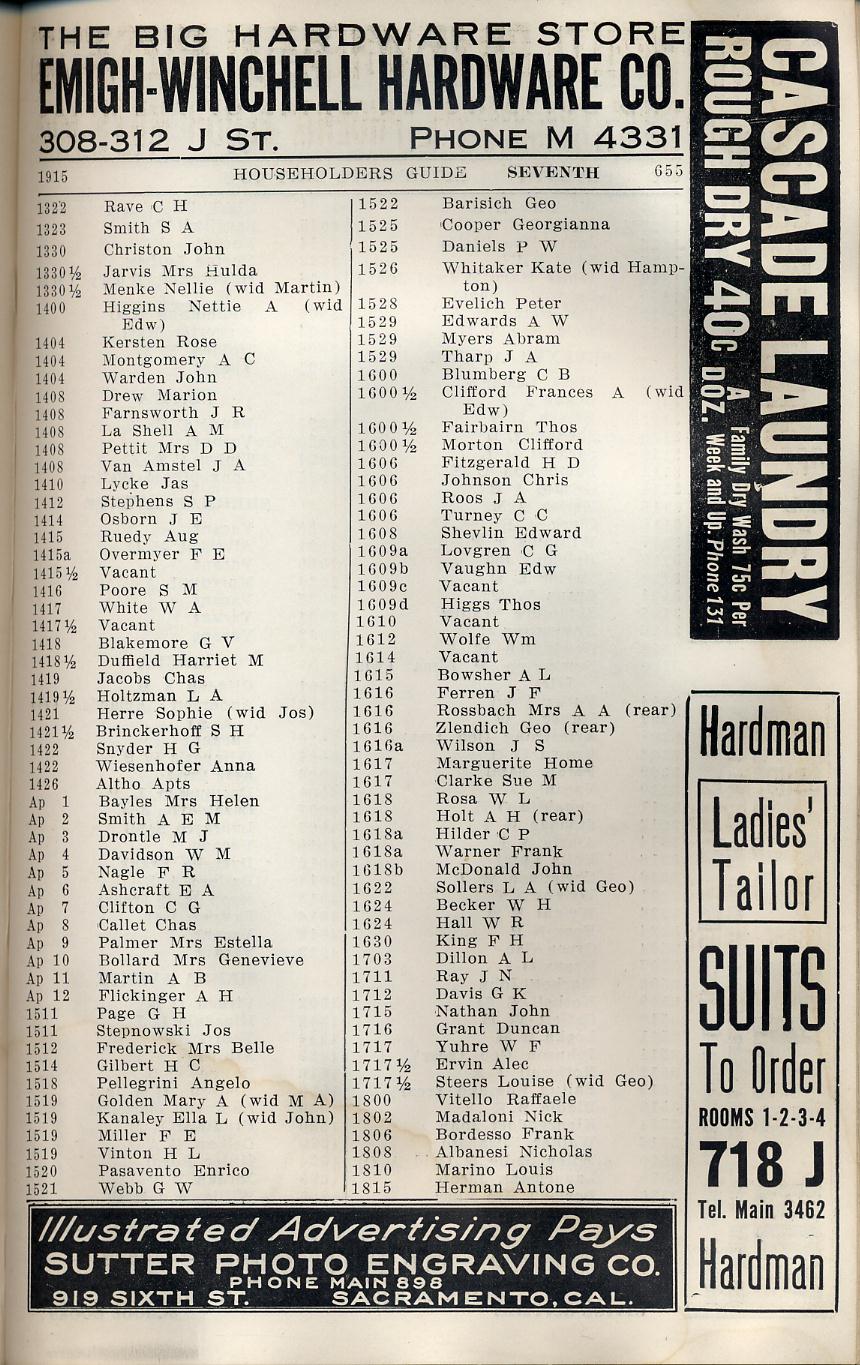 THE BIG HARDWARE STORE
EMIGH-WINCHELL HARDWARE CO.
308-312 J ST. PHONE M 4331
1915 HOUSEHOLDERS GUIDE SEVENTH 655
1322 Rave C H
1323 Smith S A
1330 Christon John
1330½ Jarvis Mrs Hulda
1330½ Menke Nellie (wid Martin)
1400 Higgins Nettie A (wid
Edw)
1404 Kersten Rose
1404 Montgomery A C
1404 Warden John
1408 Drew Marion
1408 Farnsworth J R
1408 La Shell A M
1408 Pettit Mrs D D
1408 Van Amstel J A
1410 Lycke Jas
1412 Stephens S P
1414 Osborn J E
1415 Ruedy Aug
1415a Overmyer F E
1415½ Vacant
1416 Poore S M
1417 White W A
1417½ Vacant
1418 Blakemore G V
1418½ Duffield Harriet M
1419 Jacobs Chas
1419½ Holtzman L A
1421 Herre Sophie (wid Jos)
1421½ Brinckerhoff S H
1422 Snyder H G
1422 Wiesenhofer Anna
1426 Altho Apts
Ap 1 Bayles Mrs Helen
Ap 2 Smith A E M
Ap 3 Drontle M J
Ap 4 Davidson W M
Ap 5 Nagle F R
Ap 6 Ashcraft E A
Ap 7 Clifton C G
Ap 8 Callet Chas
Ap 9 Palmer Mrs Estella
Ap 10 Bollard Mrs Genevieve
Ap 11 Martin A B
Ap 12 Flickinger A H
1511 Page G H
1511 Stepnowski Jos
1512 Frederick Mrs Belle
1514 Gilbert H C
1518 Pellegrini Angelo
1519 Golden Mary A (wid M A)
1519 Kanaley Ella L (wid John)
1519 Miller F E
1519 Vinton H L
1520 Pasavento Enrico
1521 Webb G W
1522 Barisich Geo
1525 Cooper Georgianna
1525 Daniels P W
1526 Whitaker Kate (wid Hamp-
ton)
1528 Evelich Peter
1529 Edwards A W
1529 Myers Abram
1529 Tharp J A
1600 Blumberg C B
1600½ Clifford Frances A (wid
Edw)
1600½ Fairbairn Thos
1600½ Morton Clifford
1606 Fitzgerald H D
1606 Johnson Chris
1606 Roos J A
1606 Turney C C
1608 Shevlin Edward
1609a Lovgren C G
1609b Vaughn Edw
1609c Vacant
1609d Higgs Thos
1610 Vacant
1612 Wolfe Wm
1614 Vacant
1615 Bowsher A L
1616 Ferren J F
1616 Rossbach Mrs A A (rear)
1616 Zlendich Geo (rear)
1616a Wilson J S
1617 Marguerite Home
1617 Clarke Sue M
1618 Rosa W L
1618 Holt A H (rear)
1618a Hilder C P
1618a Warner Frank
1618b McDonald John
1622 Sollers L A (wid Geo)
1624 Becker W H
1624 Hall W R
1630 King F H
1703 Dillon A L
1711 Ray J N
1712 Davis G K
1715 Nathan John
1716 Grant Duncan
1717 Yuhre W F
1717½ Ervin Alec
1717½ Steers Louise (wid Geo)
1800 Vitello Raffaele
1802 Madaloni Nick
1806 Bordesso Frank
1808 Albanesi Nicholas
1810 Marino Louis
1815 Herman Antone
CASCADE LAUNDRY
ROUGH DRY 40C DOZ.
A Family Dry Wash 75c Per
Week and Up. Phone 131
Hardman
Ladies'
Tailor
SUITS
To Order
ROOMS 1-2-3-4
718 J
Tel. Main 3462
Hardman
Illustrated Advertising Pays
SUTTER PHOTO ENGRAVING CO.
PHONE MAIN 898
919 SIXTH ST. SACRAMENTO, CAL.